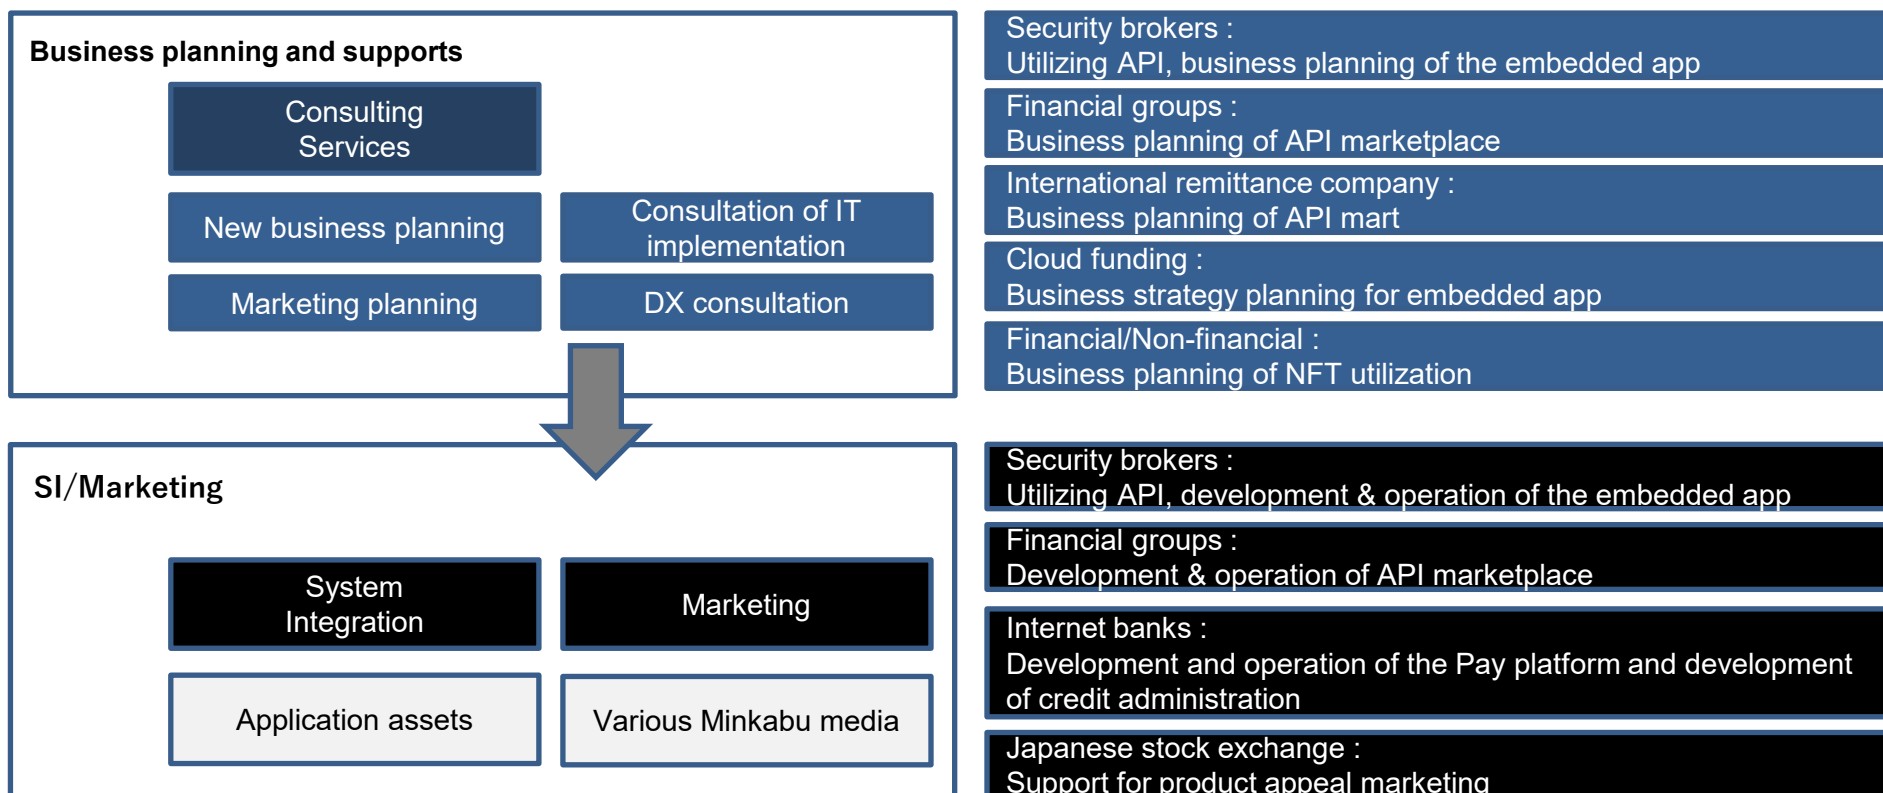 Business planning and supports
Consulting
Services
New business planning
Consultation of IT
implementation
Marketing planning
DX consultation
Security brokers :
Utilizing API, business planning of the embedded app
Financial groups :
Business planning of API marketplace
International remittance company :
Business planning of API mart
Cloud funding :
Business strategy planning for embedded app
Financial/Non-financial :
Business planning of NFT utilization
SI/Marketing
System
Integration
Marketing
Application assets
Various Minkabu media
Security brokers :
Utilizing API, development & operation of the embedded app
Financial groups :
Development & operation of API marketplace
Internet banks :
Development and operation of the Pay platform and development
of credit administration
Japanese stock exchange :
Support for product appeal marketing